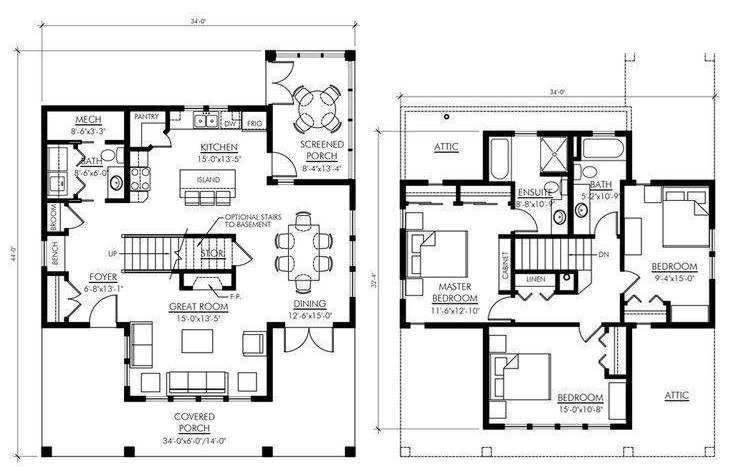 34'-0"
44'-0"
MECH
8'-6"x3'-3"
PANTRY
DW
FRIG
KITCHEN
15'-0"x13'-5"
SCREENED
PORCH
8'-4"x13'-4"
BATH
8'-6"x6'-0"
ISLAND
BROOM
BENCH
OPTIONAL STAIRS
TO BASEMENT
UP
STOR.
FOYER
6'-8"x13'-1"
F.P.
GREAT ROOM
15'-0"x13'-5"
DINING
12'-6"x15'-0"
COVERED
PORCH
34'-0"x6'-0"/14'-0"
34'-0"
ATTIC
ENSUITE
8'-8"x10'-9"
BATH
5'-2"x10'-9"
MASTER
BEDROOM
11'-6"x12'-10"
CABINET
LINEN
DN
BEDROOM
9'-4"x15'-0"
BEDROOM
15'-0"x10'-8"
ATTIC